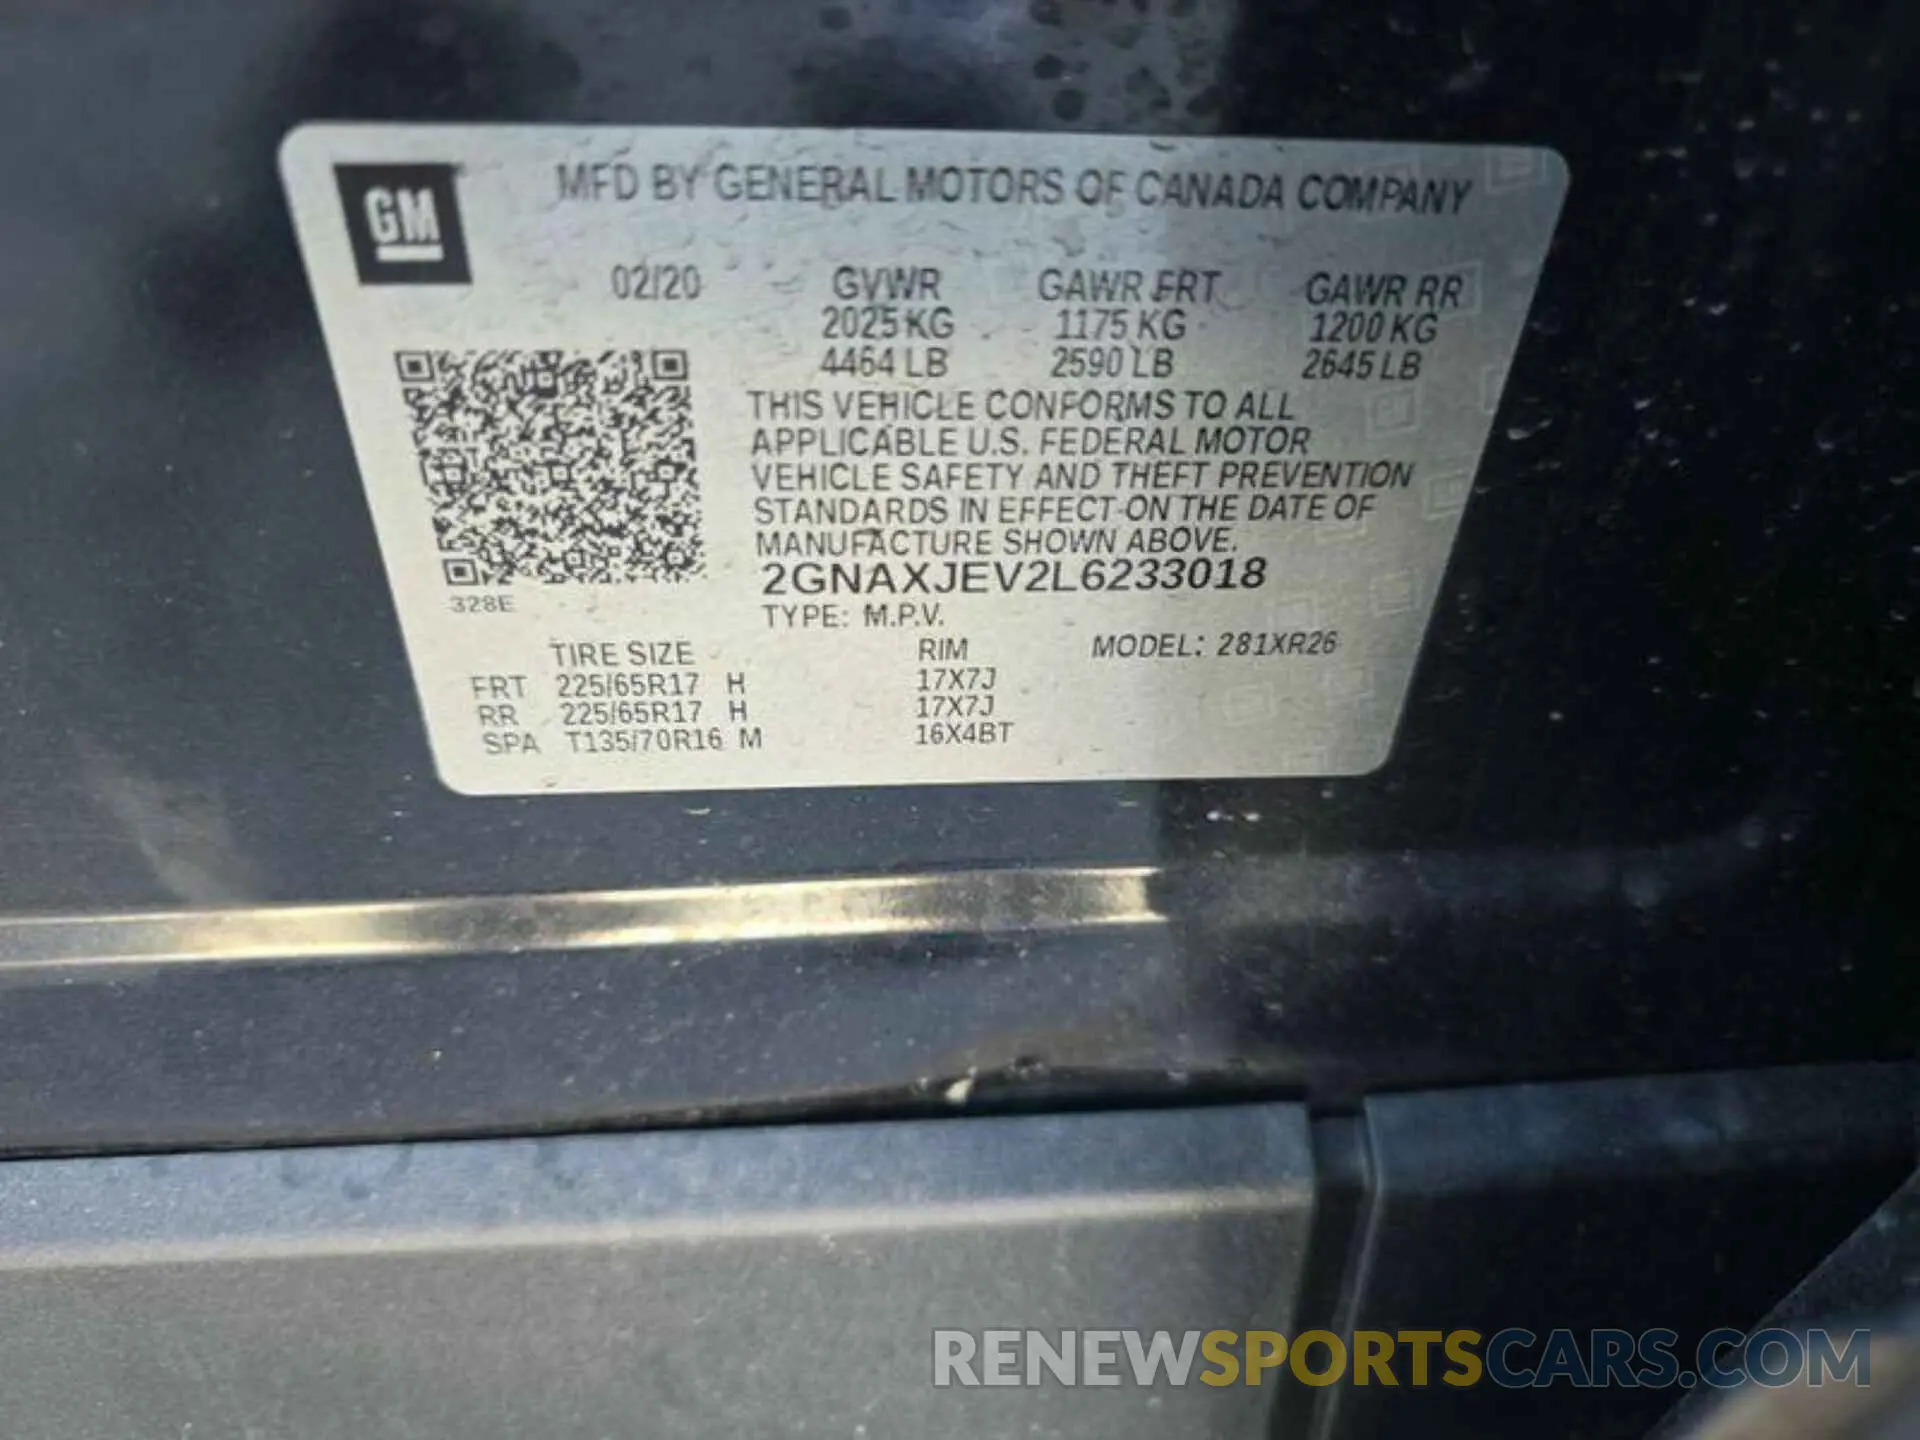 GM
MFD BY GENERAL MOTORS OF CANADA COMPANY
02/20 GVWR GAWR FRT GAWR RR
2025 KG 1175 KG 1200 KG
4464 LB 2590 LB 2645 LB
THIS VEHICLE CONFORMS TO ALL
APPLICABLE U.S. FEDERAL MOTOR
VEHICLE SAFETY AND THEFT PREVENTION
STANDARDS IN EFFECT ON THE DATE OF
MANUFACTURE SHOWN ABOVE.
2GNAXJEV2L6233018
328E
TYPE: M.P.V.
TIRE SIZE RIM MODEL: 281XR26
FRT 225/65R17 H 17X7J
RR 225/65R17 H 17X7J
SPA T135/70R16 M 16X4BT
RENEWSPORTSCARS.COM